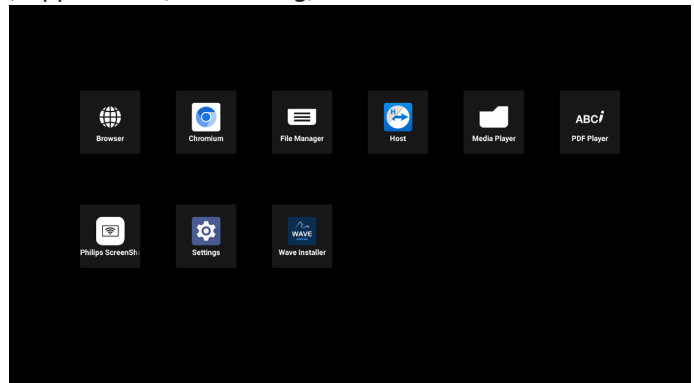 Browser
Chromium
File Manager
H
Host
Media Player
ABCi
PDF Player
Philips ScreenSh
Settings
WAVE
Wave Installer